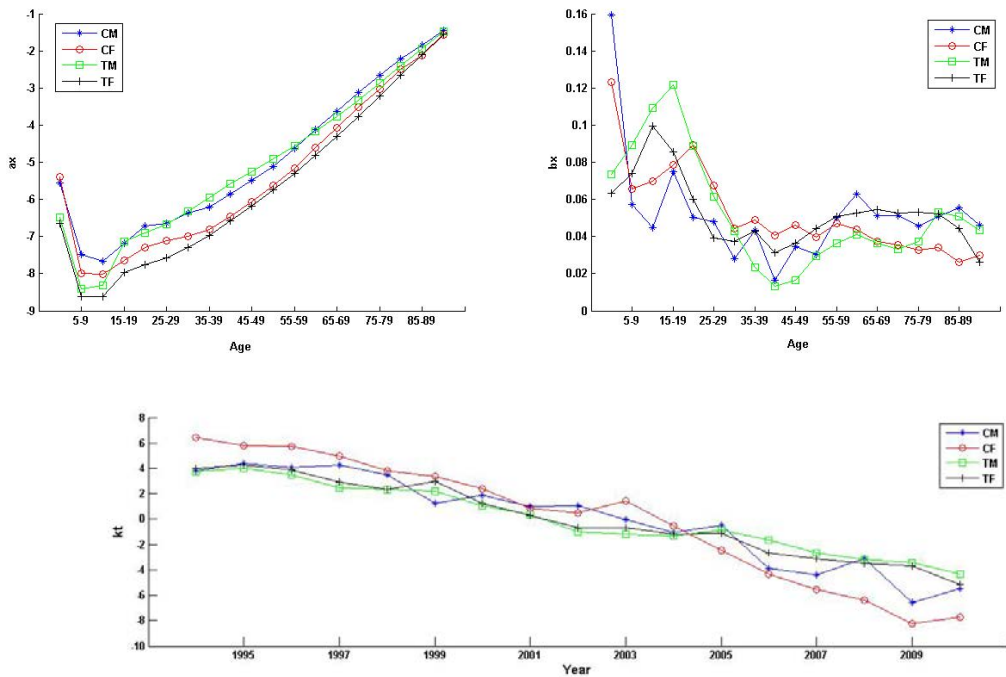 -1
-2
-3
-4
-5
-6
-7
-8
-9
ax
CM
CF
TM
TF
5-9 15-19 25-29 35-39 45-49 55-59 65-69 75-79 85-89
Age
0.16
0.14
0.12
0.1
0.08
0.06
0.04
0.02
0
bx
CM
CF
TM
TF
5-9 15-19 25-29 35-39 45-49 55-59 65-69 75-79 85-89
Age
8
6
4
2
0
-2
-4
-6
-8
-10
kt
CM
CF
TM
TF
1995 1997 1999 2001 2003 2005 2007 2009
Year